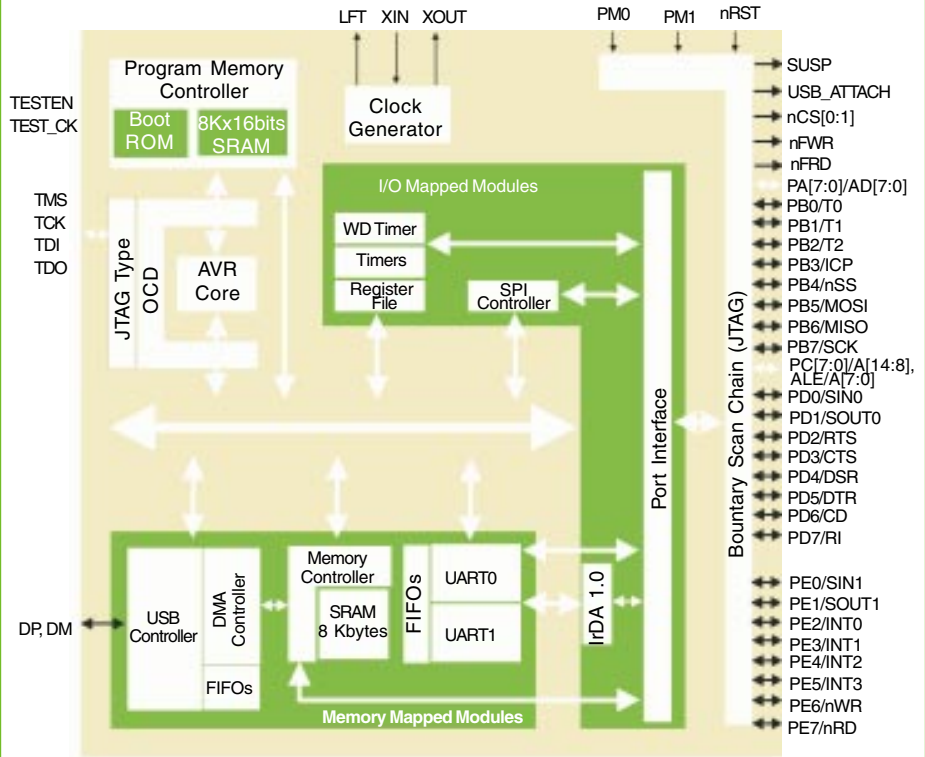 LFT XIN XOUT
PM0 PM1 nRST
Program Memory
Controller
Boot
ROM
8Kx16bits
SRAM
Clock
Generator
TESTEN
TEST_CK
TMS
TCK
TDI
TDO
JTAG Type
OCD
AVR
Core
I/O Mapped Modules
WD Timer
Timers
Register
File
SPI
Controller
Port Interface
Bountary Scan Chain (JTAG)
SUSP
USB_ATTACH
nCS[0:1]
nFWR
nFRD
PA[7:0]/AD[7:0]
PB0/T0
PB1/T1
PB2/T2
PB3/ICP
PB4/nSS
PB5/MOSI
PB6/MISO
PB7/SCK
PC[7:0]/A[14:8],
ALE/A[7:0]
PD0/SIN0
PD1/SOUT0
PD2/RTS
PD3/CTS
PD4/DSR
PD5/DTR
PD6/CD
PD7/RI
PE0/SIN1
PE1/SOUT1
PE2/INT0
PE3/INT1
PE4/INT2
PE5/INT3
PE6/nWR
PE7/nRD
DP, DM
USB
Controller
DMA
Controller
FIFOs
Memory
Controller
SRAM
8 Kbytes
FIFOs
UART0
UART1
IrDA 1.0
Memory Mapped Modules